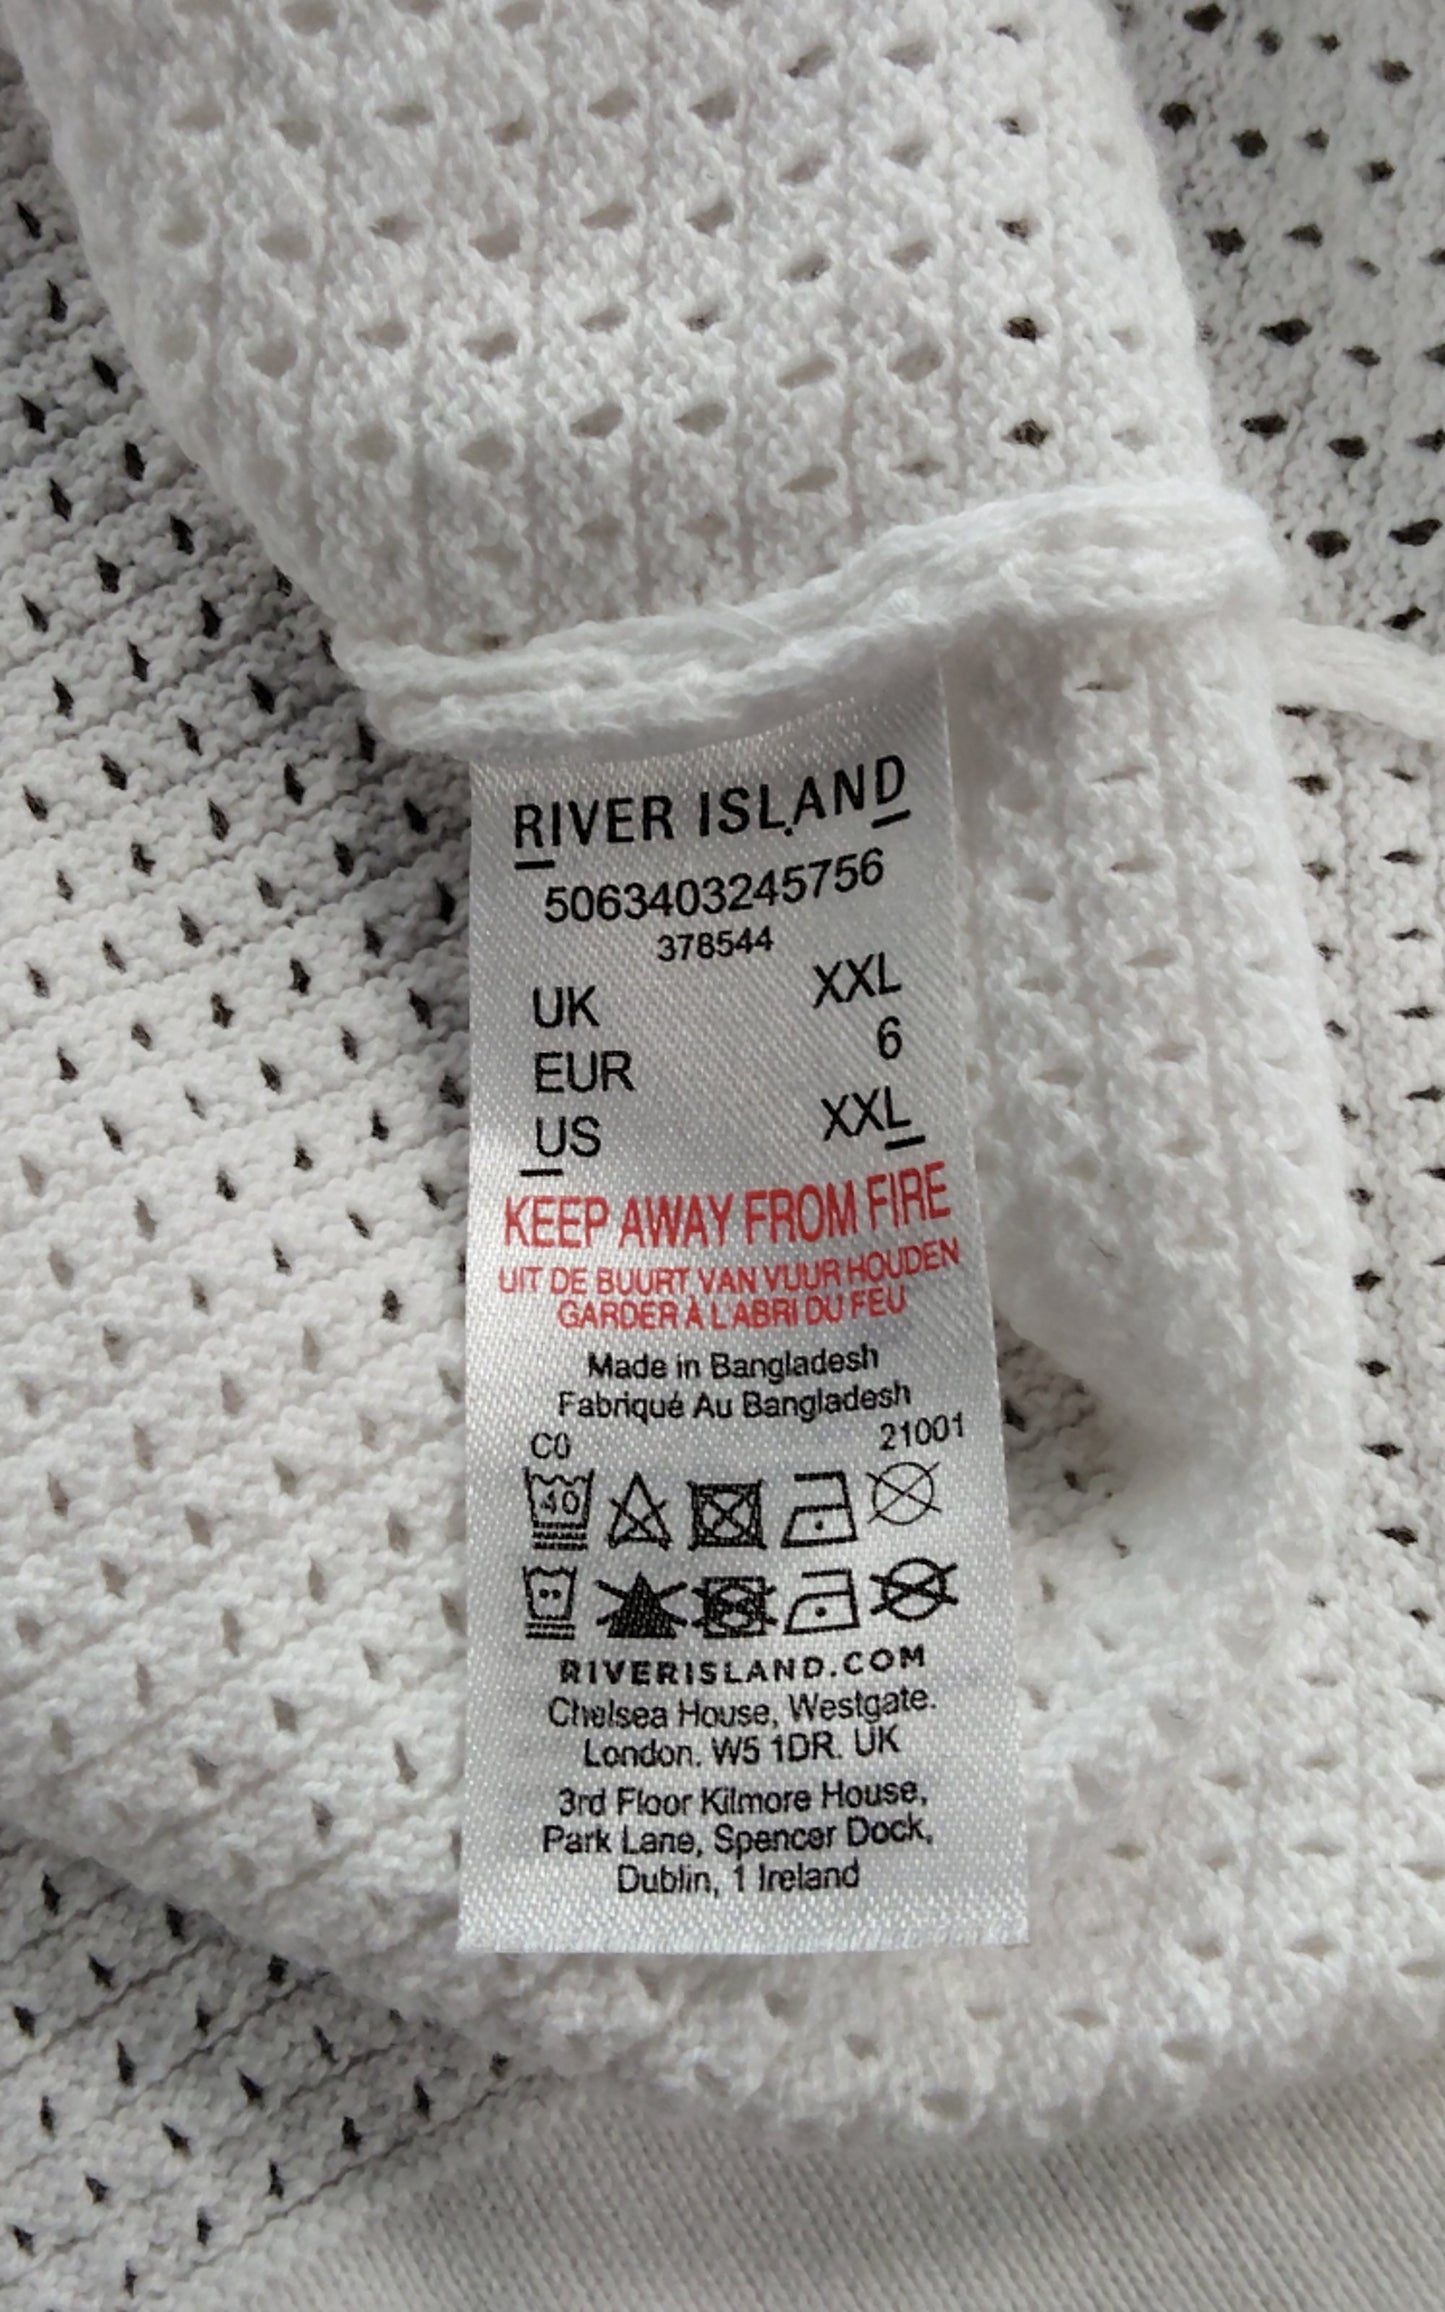 RIVER ISLAND
5063403245756
378544
UK XXL
EUR 6
US XXL
KEEP AWAY FROM FIRE
UIT DE BUURT VAN VUUR HOUDEN
GARDER À L'ABRI DU FEU
Made in Bangladesh
Fabriqué Au Bangladesh
C0 21001
40
RIVERISLAND.COM
Chelsea House, Westgate.
London. W5 1DR. UK
3rd Floor Kilmore House,
Park Lane, Spencer Dock,
Dublin, 1 Ireland